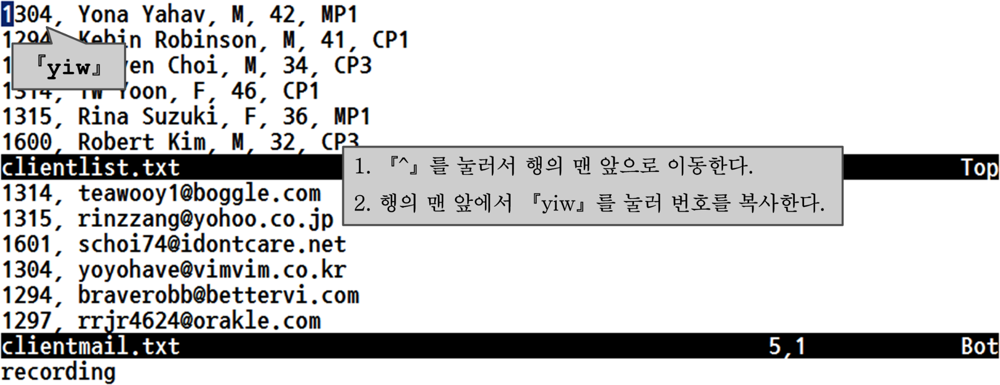 1304, Yona Yahav, M, 42, MP1
1294, Kebin Robinson, M, 41, CP1
『yiw』
Choi, M, 34, CP3
1314, TW Yoon, F, 46, CP1
1315, Rina Suzuki, F, 36, MP1
1600, Robert Kim, M, 32, CP3
clientlist.txt Top
1. 『^』를 눌러서 행의 맨 앞으로 이동한다.
2. 행의 맨 앞에서 『yiw』를 눌러 번호를 복사한다.
1314, teawooy1@boggle.com
1315, rinzzang@yohoo.co.jp
1601, schoi74@idontcare.net
1304, yoyohave@vimvim.co.kr
1294, braverobb@bettervi.com
1297, rrjr4624@orakle.com
clientmail.txt 5,1 Bot
recording